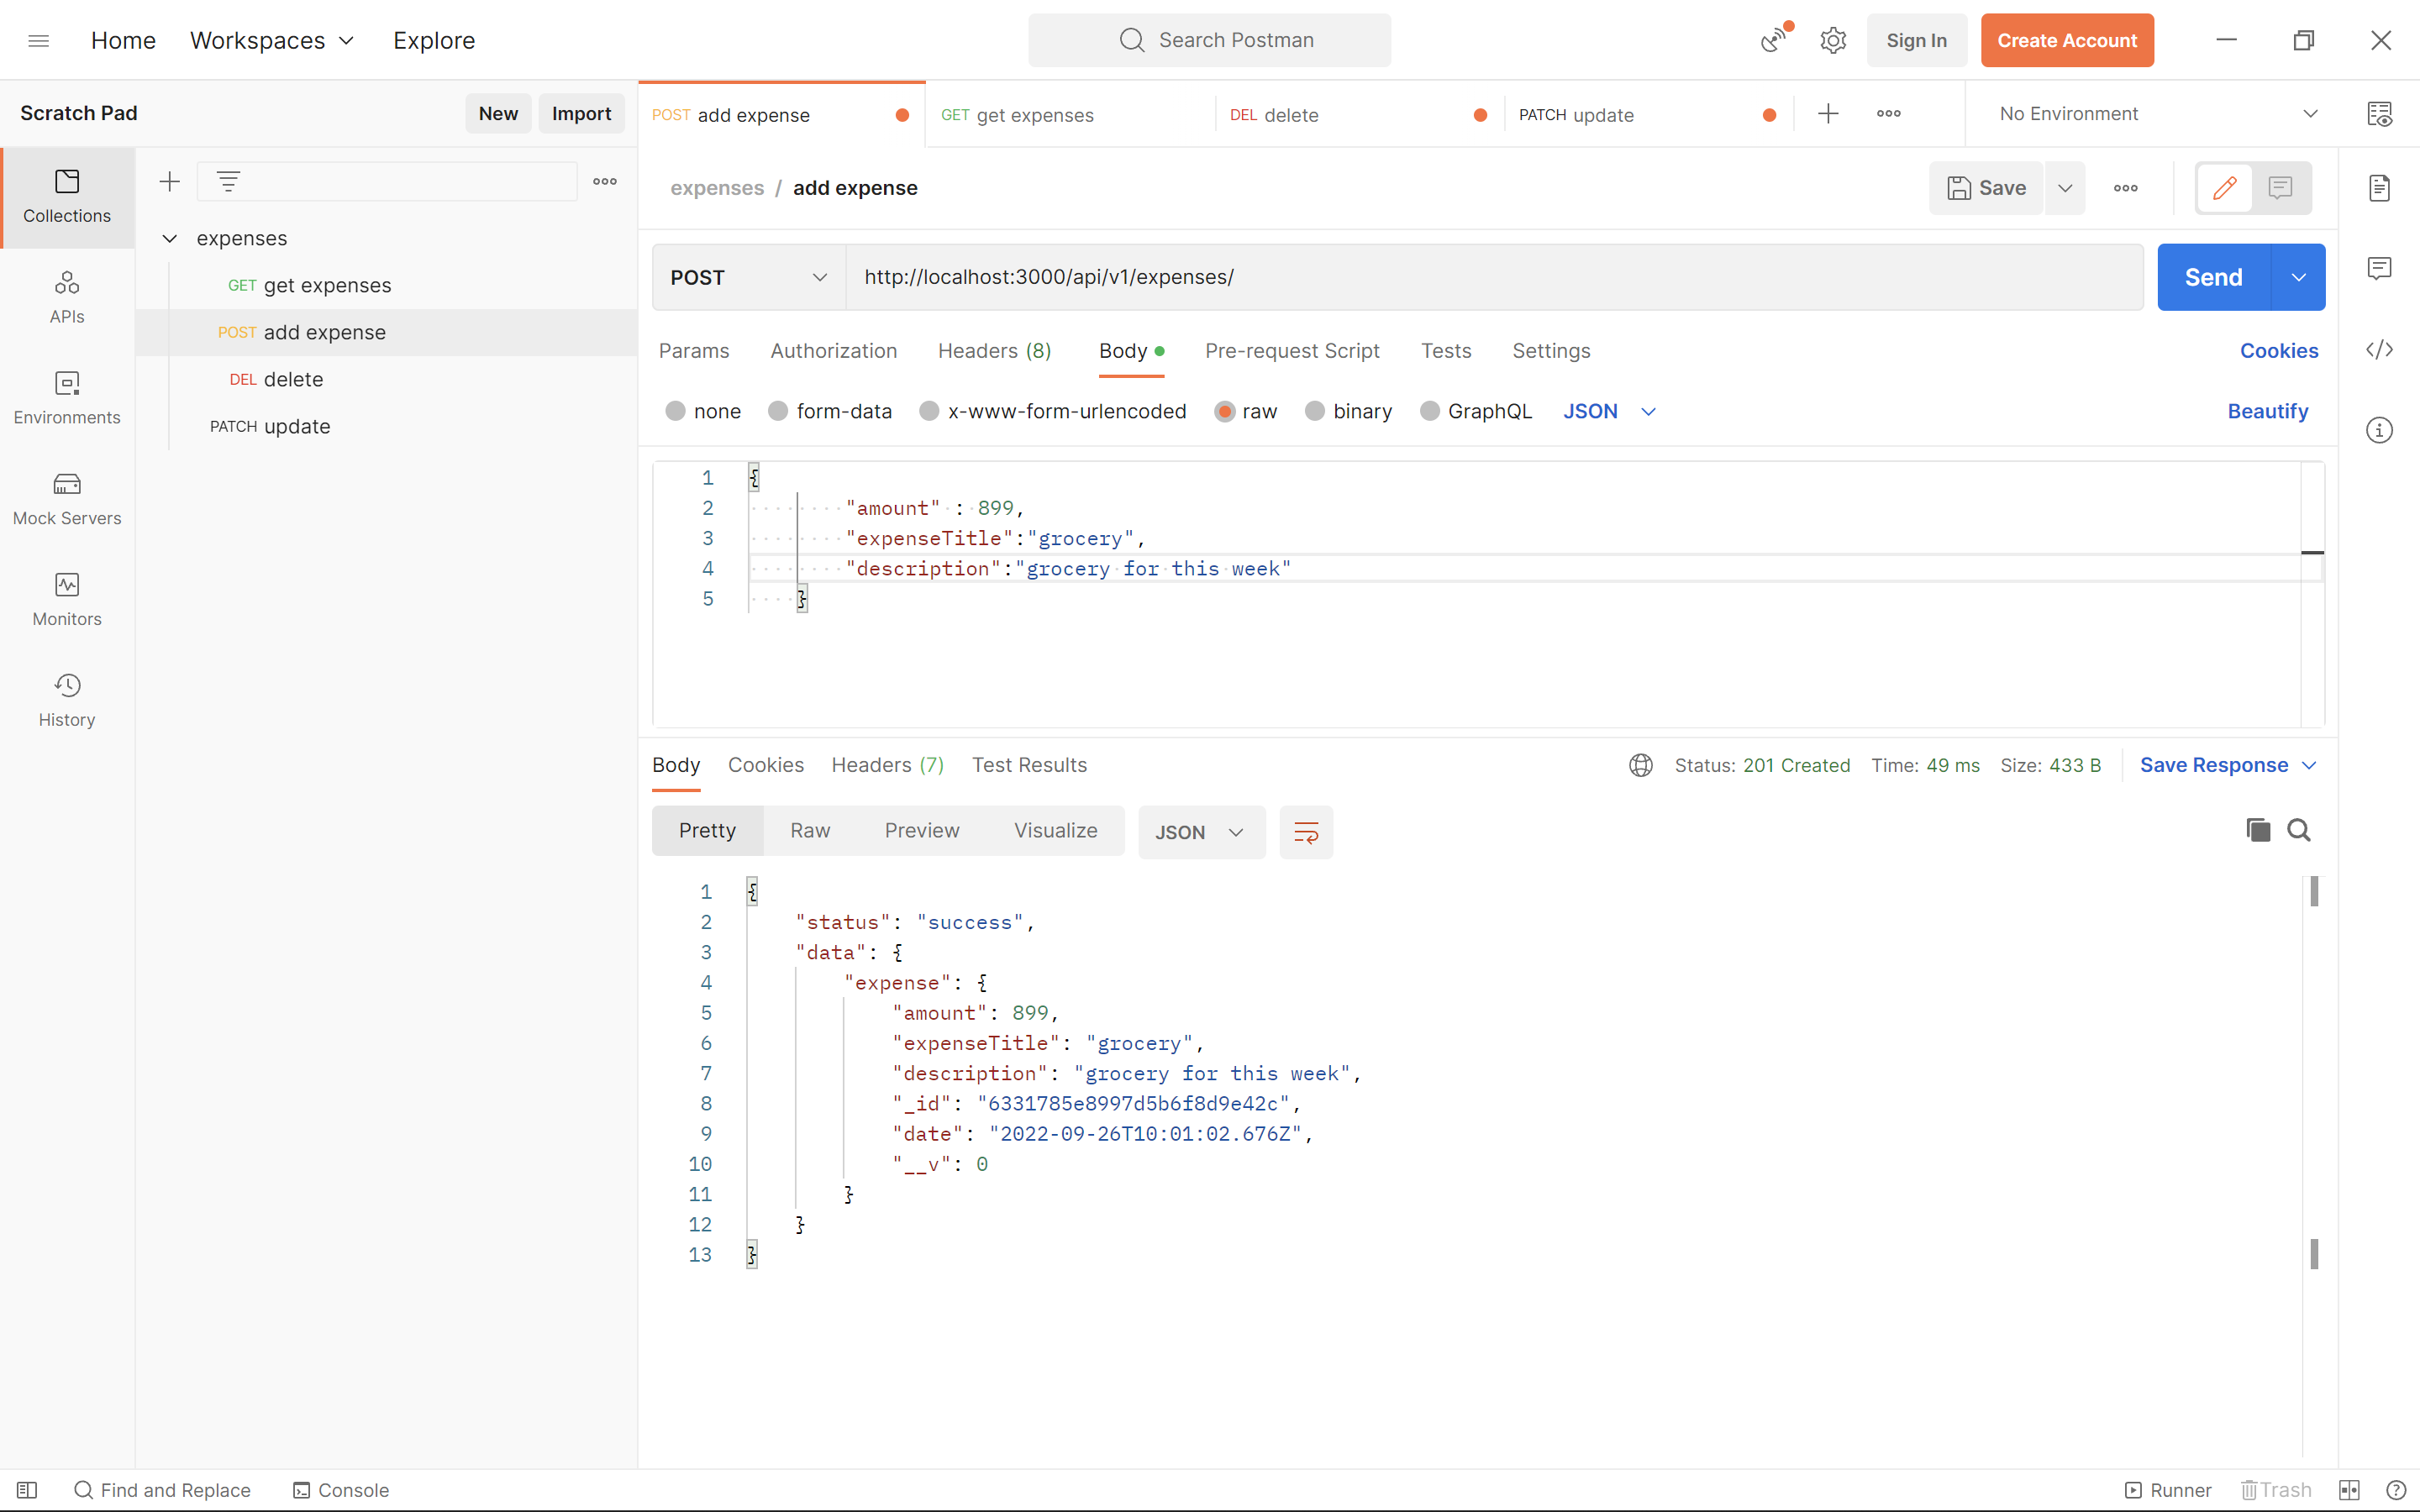 Home Workspaces Explore Search Postman Sign In Create Account
Scratch Pad New Import POST add expense GET get expenses DEL delete PATCH update No Environment
Collections
APIs
Environments
Mock Servers
Monitors
History
expenses
GET get expenses
POST add expense
DEL delete
PATCH update
expenses / add expense Save
POST http://localhost:3000/api/v1/expenses/ Send
Params Authorization Headers (8) Body Pre-request Script Tests Settings Cookies
none form-data x-www-form-urlencoded raw binary GraphQL JSON Beautify
1 {
2 "amount" : 899,
3 "expenseTitle":"grocery",
4 "description":"grocery for this week"
5 }
Body Cookies Headers (7) Test Results Status: 201 Created Time: 49 ms Size: 433 B Save Response
Pretty Raw Preview Visualize JSON
1 {
2 "status": "success",
3 "data": {
4 "expense": {
5 "amount": 899,
6 "expenseTitle": "grocery",
7 "description": "grocery for this week",
8 "_id": "6331785e8997d5b6f8d9e42c",
9 "date": "2022-09-26T10:01:02.676Z",
10 "__v": 0
11 }
12 }
13 }
Find and Replace Console Runner Trash